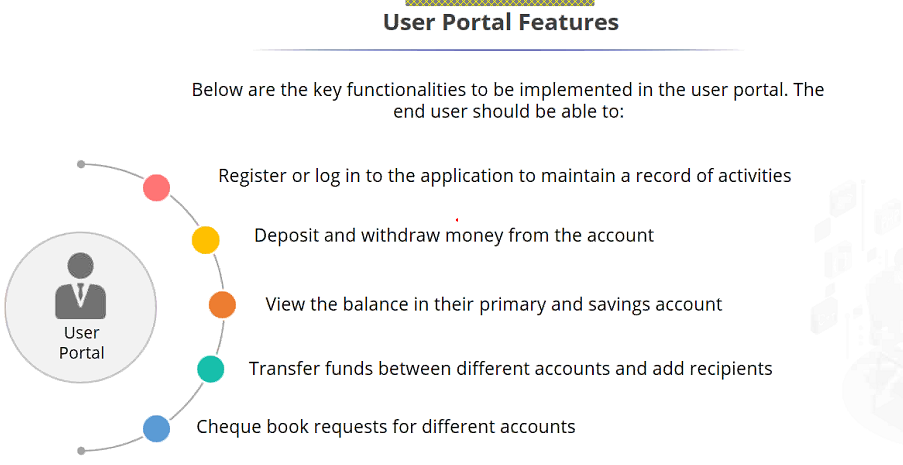 User Portal Features
Below are the key functionalities to be implemented in the user portal. The
end user should be able to:
Register or log in to the application to maintain a record of activities
Deposit and withdraw money from the account
View the balance in their primary and savings account
Transfer funds between different accounts and add recipients
Cheque book requests for different accounts
User
Portal